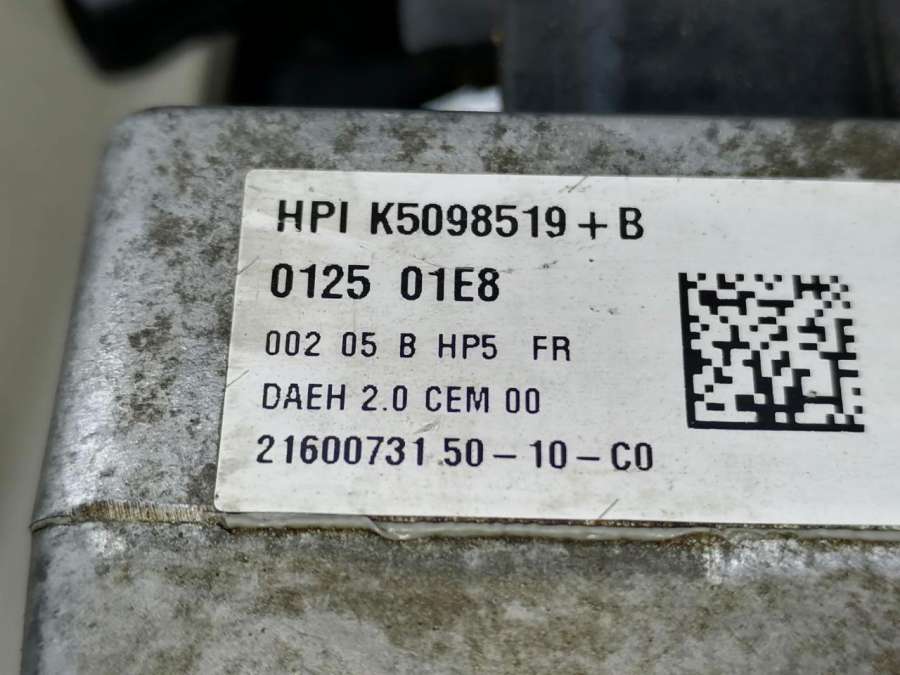 HPI K5098519+B
0125 01E8
002 05 B HP5 FR
DAEH 2.0 CEM 00
21600731 50-10-C0